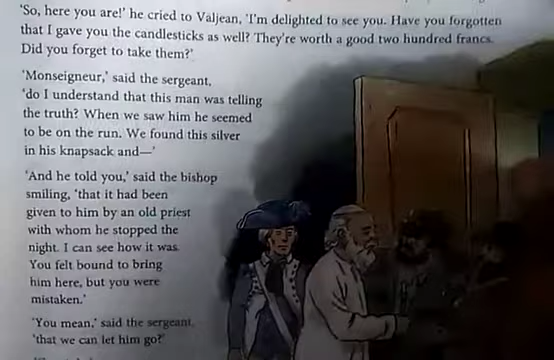 'So, here you are!' he cried to Valjean, 'I'm delighted to see you. Have you forgotten
that I gave you the candlesticks as well? They're worth a good two hundred francs.
Did you forget to take them?'
'Monseigneur,' said the sergeant,
'do I understand that this man was telling
the truth? When we saw him he seemed
to be on the run. We found this silver
in his knapsack and—'
'And he told you,' said the bishop
smiling, 'that it had been
given to him by an old priest
with whom he stopped the
night. I can see how it was.
You felt bound to bring
him here, but you were
mistaken.'
'You mean,' said the sergeant,
'that we can let him go?'